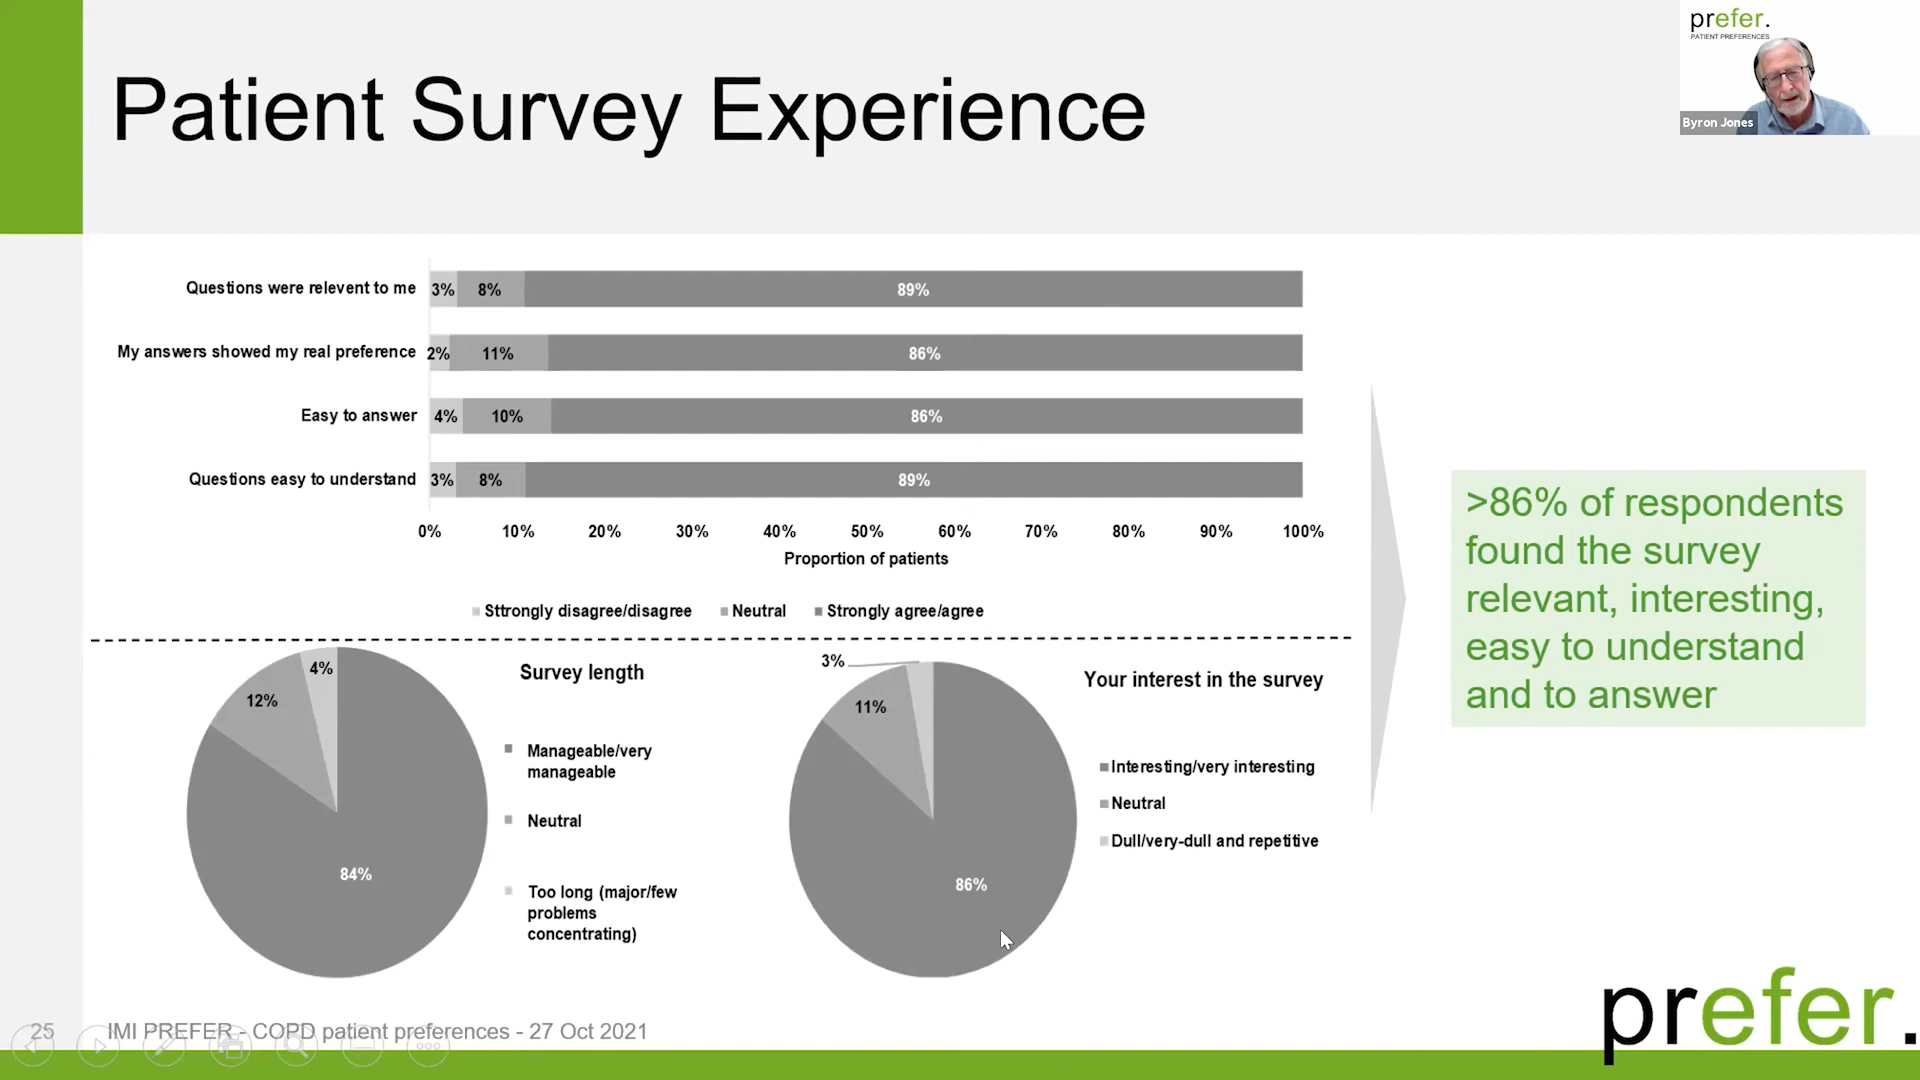 Patient Survey Experience
prefer.
PATIENT PREFERENCES
Byron Jones
Questions were relevent to me
3%
8%
89%
My answers showed my real preference
2%
11%
86%
Easy to answer
4%
10%
86%
Questions easy to understand
3%
8%
89%
0%
10%
20%
30%
40%
50%
60%
70%
80%
90%
100%
Proportion of patients
Sttrongly disagree/disagree
Neutral
Strongly agree/agree
>86% of respondents
found the survey
relevant, interesting,
easy to understand
and to answer
Survey length
4%
12%
84%
Manageable/very
manageable
Neutral
Too long (major/few
problems
concentrating)
Your interest in the survey
3%
11%
86%
Interesting/very interesting
Neutral
Dull/very-dull and repetitive
25
IMI PREFER - COPD patient preferences - 27 Oct 2021
prefer.